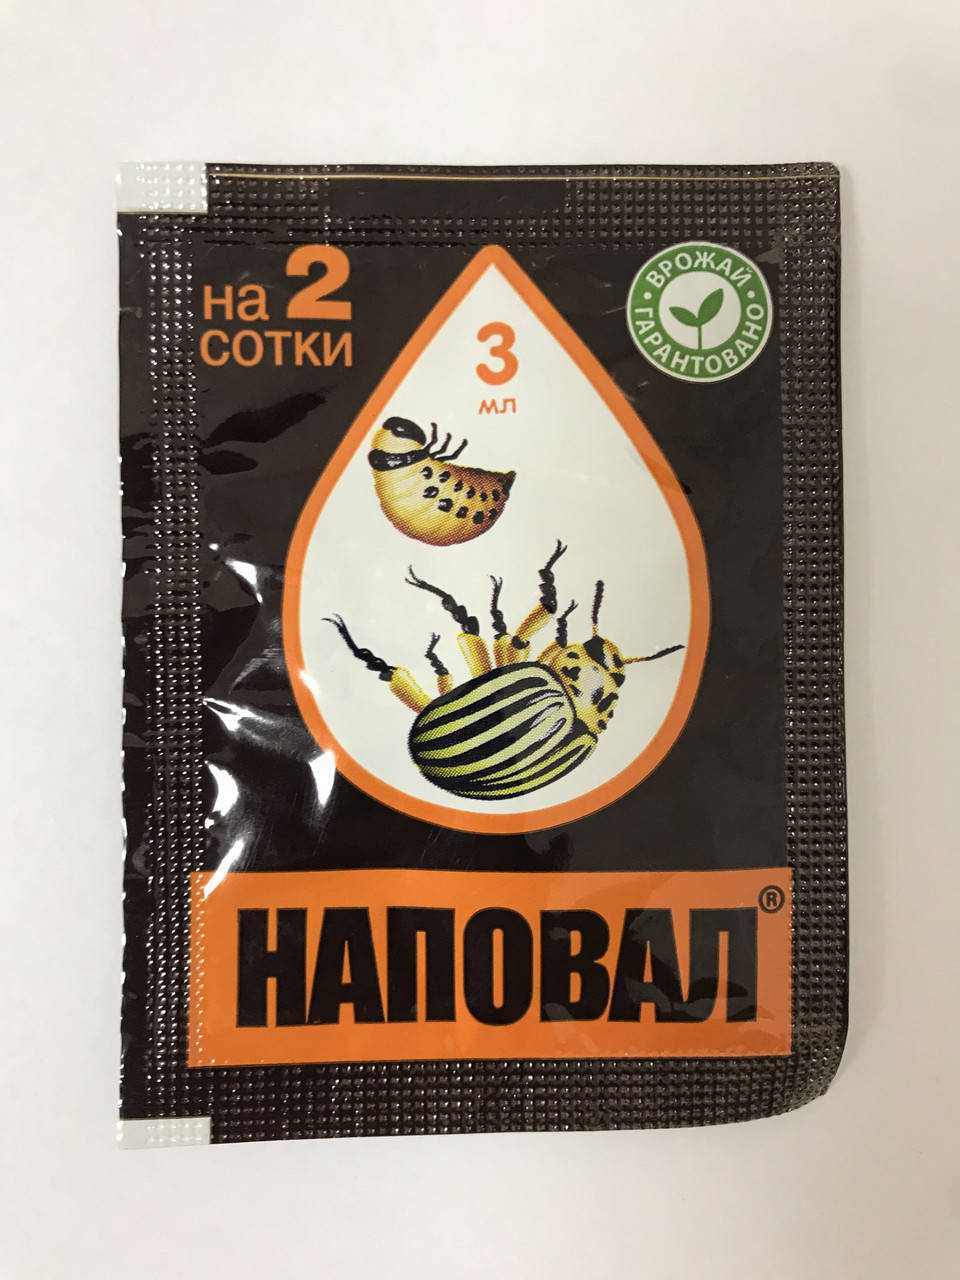 на 2
СОТКИ
3
мл
ВРОЖАЙ
ГАРАНТОВАНО
НАПОВАЛ®